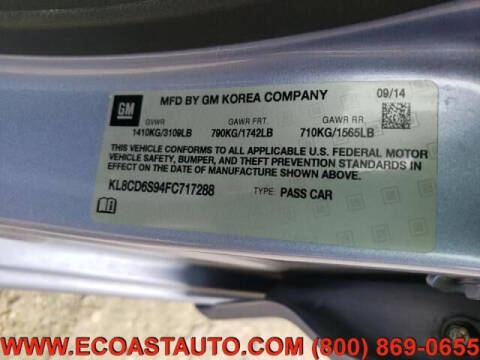 GM
MFD BY GM KOREA COMPANY
09/14
GVWR GAWR FRT. GAWR RR.
1410KG/3109LB 790KG/1742LB 710KG/1565LB
THIS VEHICLE CONFORMS TO ALL APPLICABLE U.S. FEDERAL MOTOR
VEHICLE SAFETY, BUMPER, AND THEFT PREVENTION STANDARDS
IN EFFECT ON THE DATE OF MANUFACTURE SHOWN ABOVE.
KL8CD6S94FC717288 TYPE: PASS CAR
WWW.ECOASTAUTO.COM (800) 869-0655